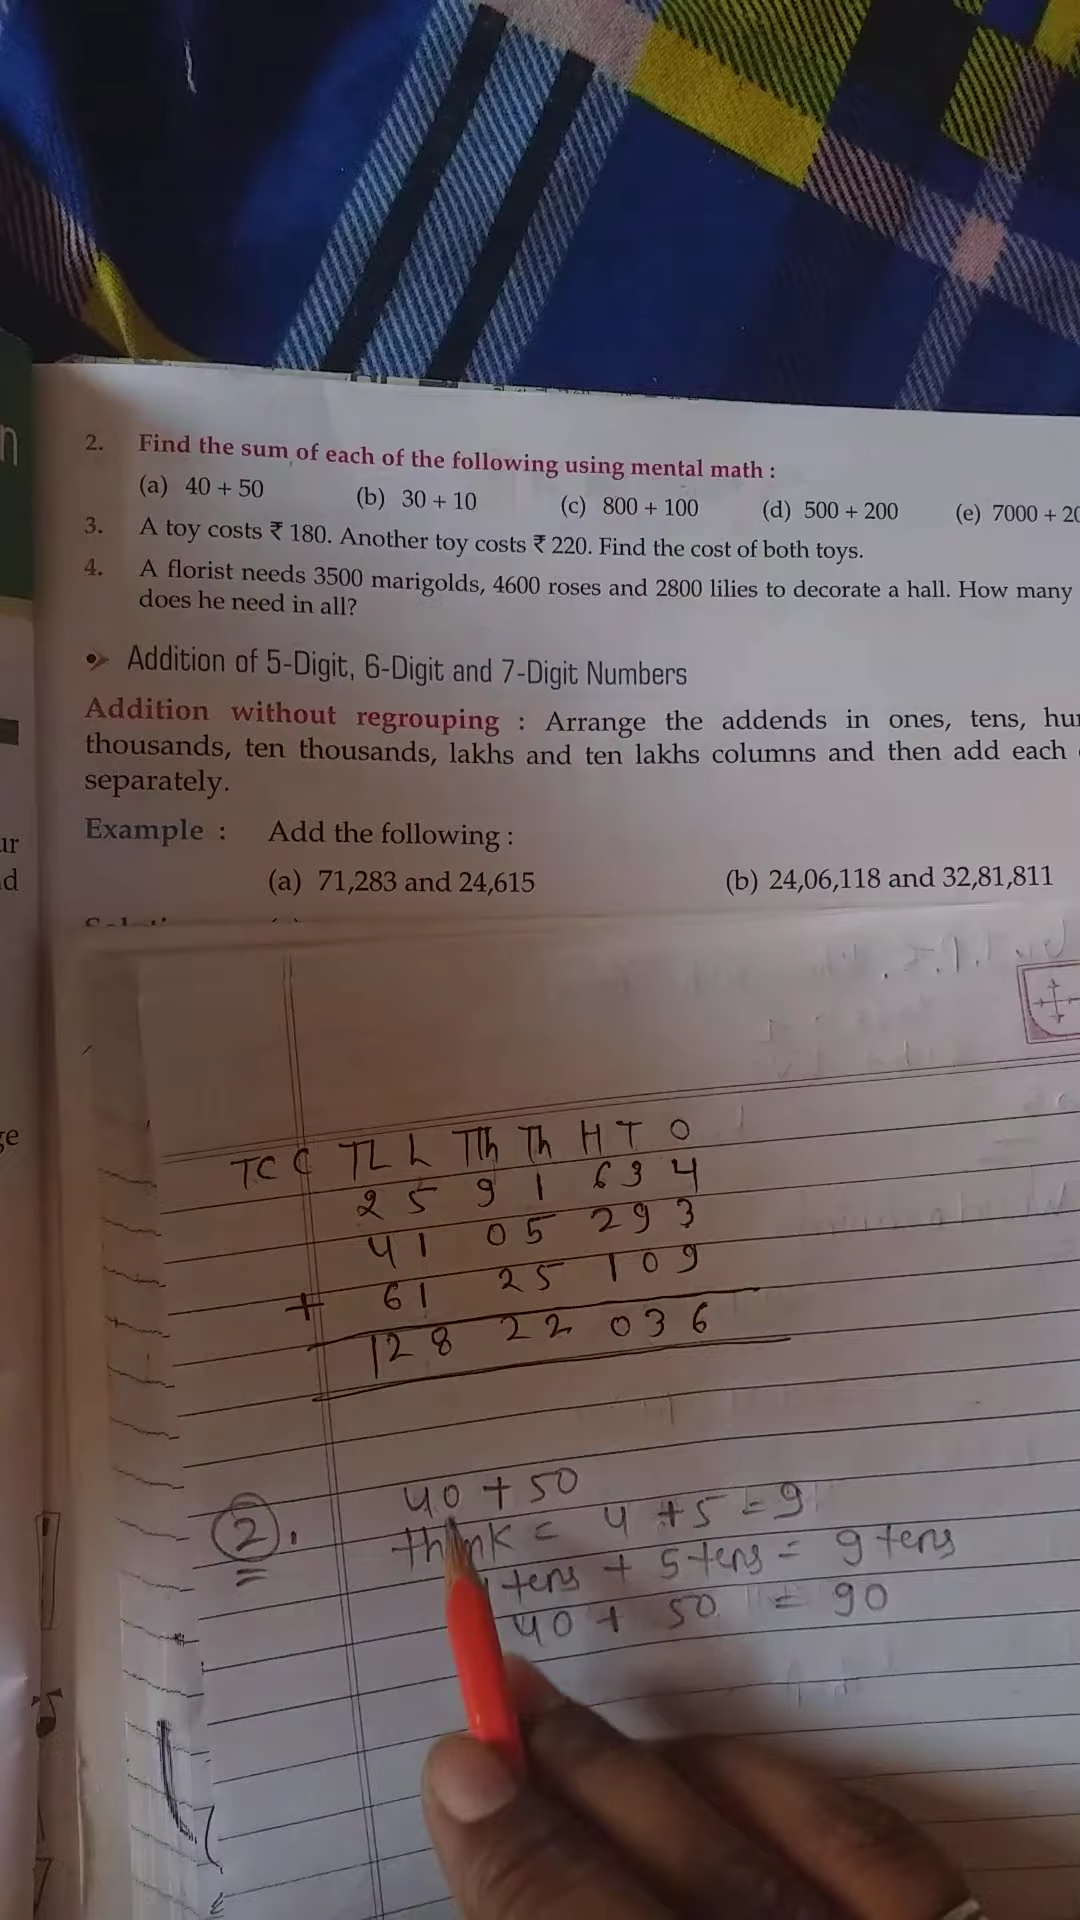 2. Find the sum of each of the following using mental math :
(a) 40 + 50 (b) 30 + 10 (c) 800 + 100 (d) 500 + 200 (e) 7000 + 20
3. A toy costs ₹ 180. Another toy costs ₹ 220. Find the cost of both toys.
4. A florist needs 3500 marigolds, 4600 roses and 2800 lilies to decorate a hall. How many
does he need in all?
Addition of 5-Digit, 6-Digit and 7-Digit Numbers
Addition without regrouping : Arrange the addends in ones, tens, hu
thousands, ten thousands, lakhs and ten lakhs columns and then add each
separately.
Example : Add the following :
(a) 71,283 and 24,615 (b) 24,06,118 and 32,81,811
TC C TL L TTh Th H T O
2 5 9 1 6 3 4
4 1 0 5 2 9 3
+ 6 1 2 5 1 0 9
12 8 2 2 0 3 6
2. 40 + 50
think = 4 + 5 = 9
tens + 5 tens = 9 tens
40 + 50 = 90